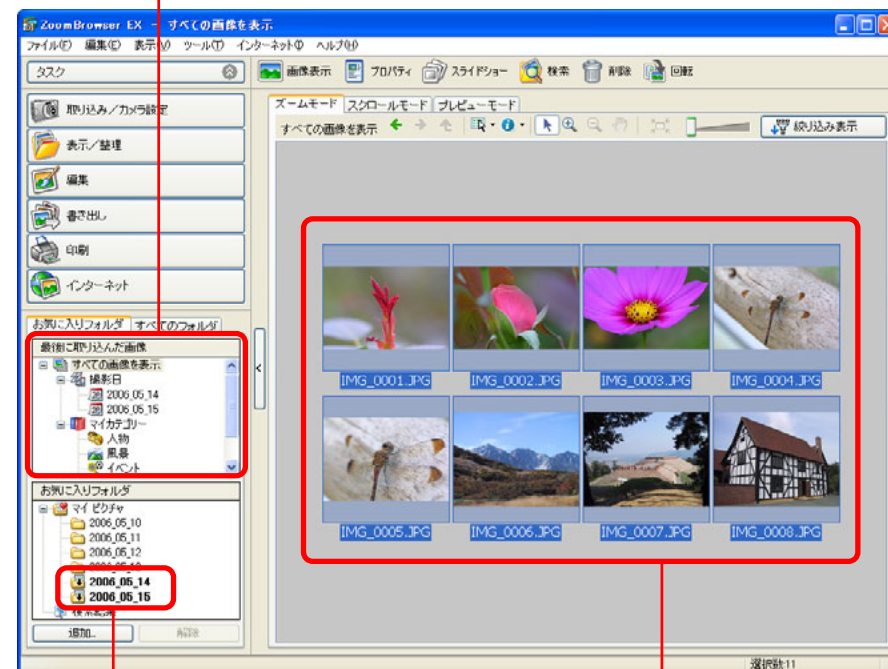 ZoomBrowser EX - すべての画像を表示
ファイル(F) 編集(E) 表示(V) ツール(T) インターネット(I) ヘルプ(H)
タスク
画像表示 プロパティ スライドショー 検索 削除 回転
取り込み/カメラ設定
表示/整理
編集
書き出し
印刷
インターネット
ズームモード スクロールモード プレビューモード
すべての画像を表示
絞り込み表示
お気に入りフォルダ すべてのフォルダ
最後に取り込んだ画像
すべての画像を表示
撮影日
2006_05_14
2006_05_15
マイカテゴリー
人物
風景
イベント
お気に入りフォルダ
マイ ピクチャ
2006_05_10
2006_05_11
2006_05_12
2006_05_14
2006_05_15
追加...
解除
IMG_0001.JPG IMG_0002.JPG IMG_0003.JPG IMG_0004.JPG
IMG_0005.JPG IMG_0006.JPG IMG_0007.JPG IMG_0008.JPG
選択数:11